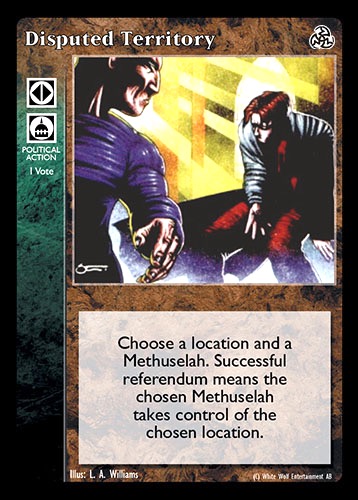 Disputed Territory
POLITICAL
ACTION
1 Vote
Choose a location and a
Methuselah. Successful
referendum means the
chosen Methuselah
takes control of the
chosen location.
Illus: L. A. Williams
(C) White Wolf Entertainment AB